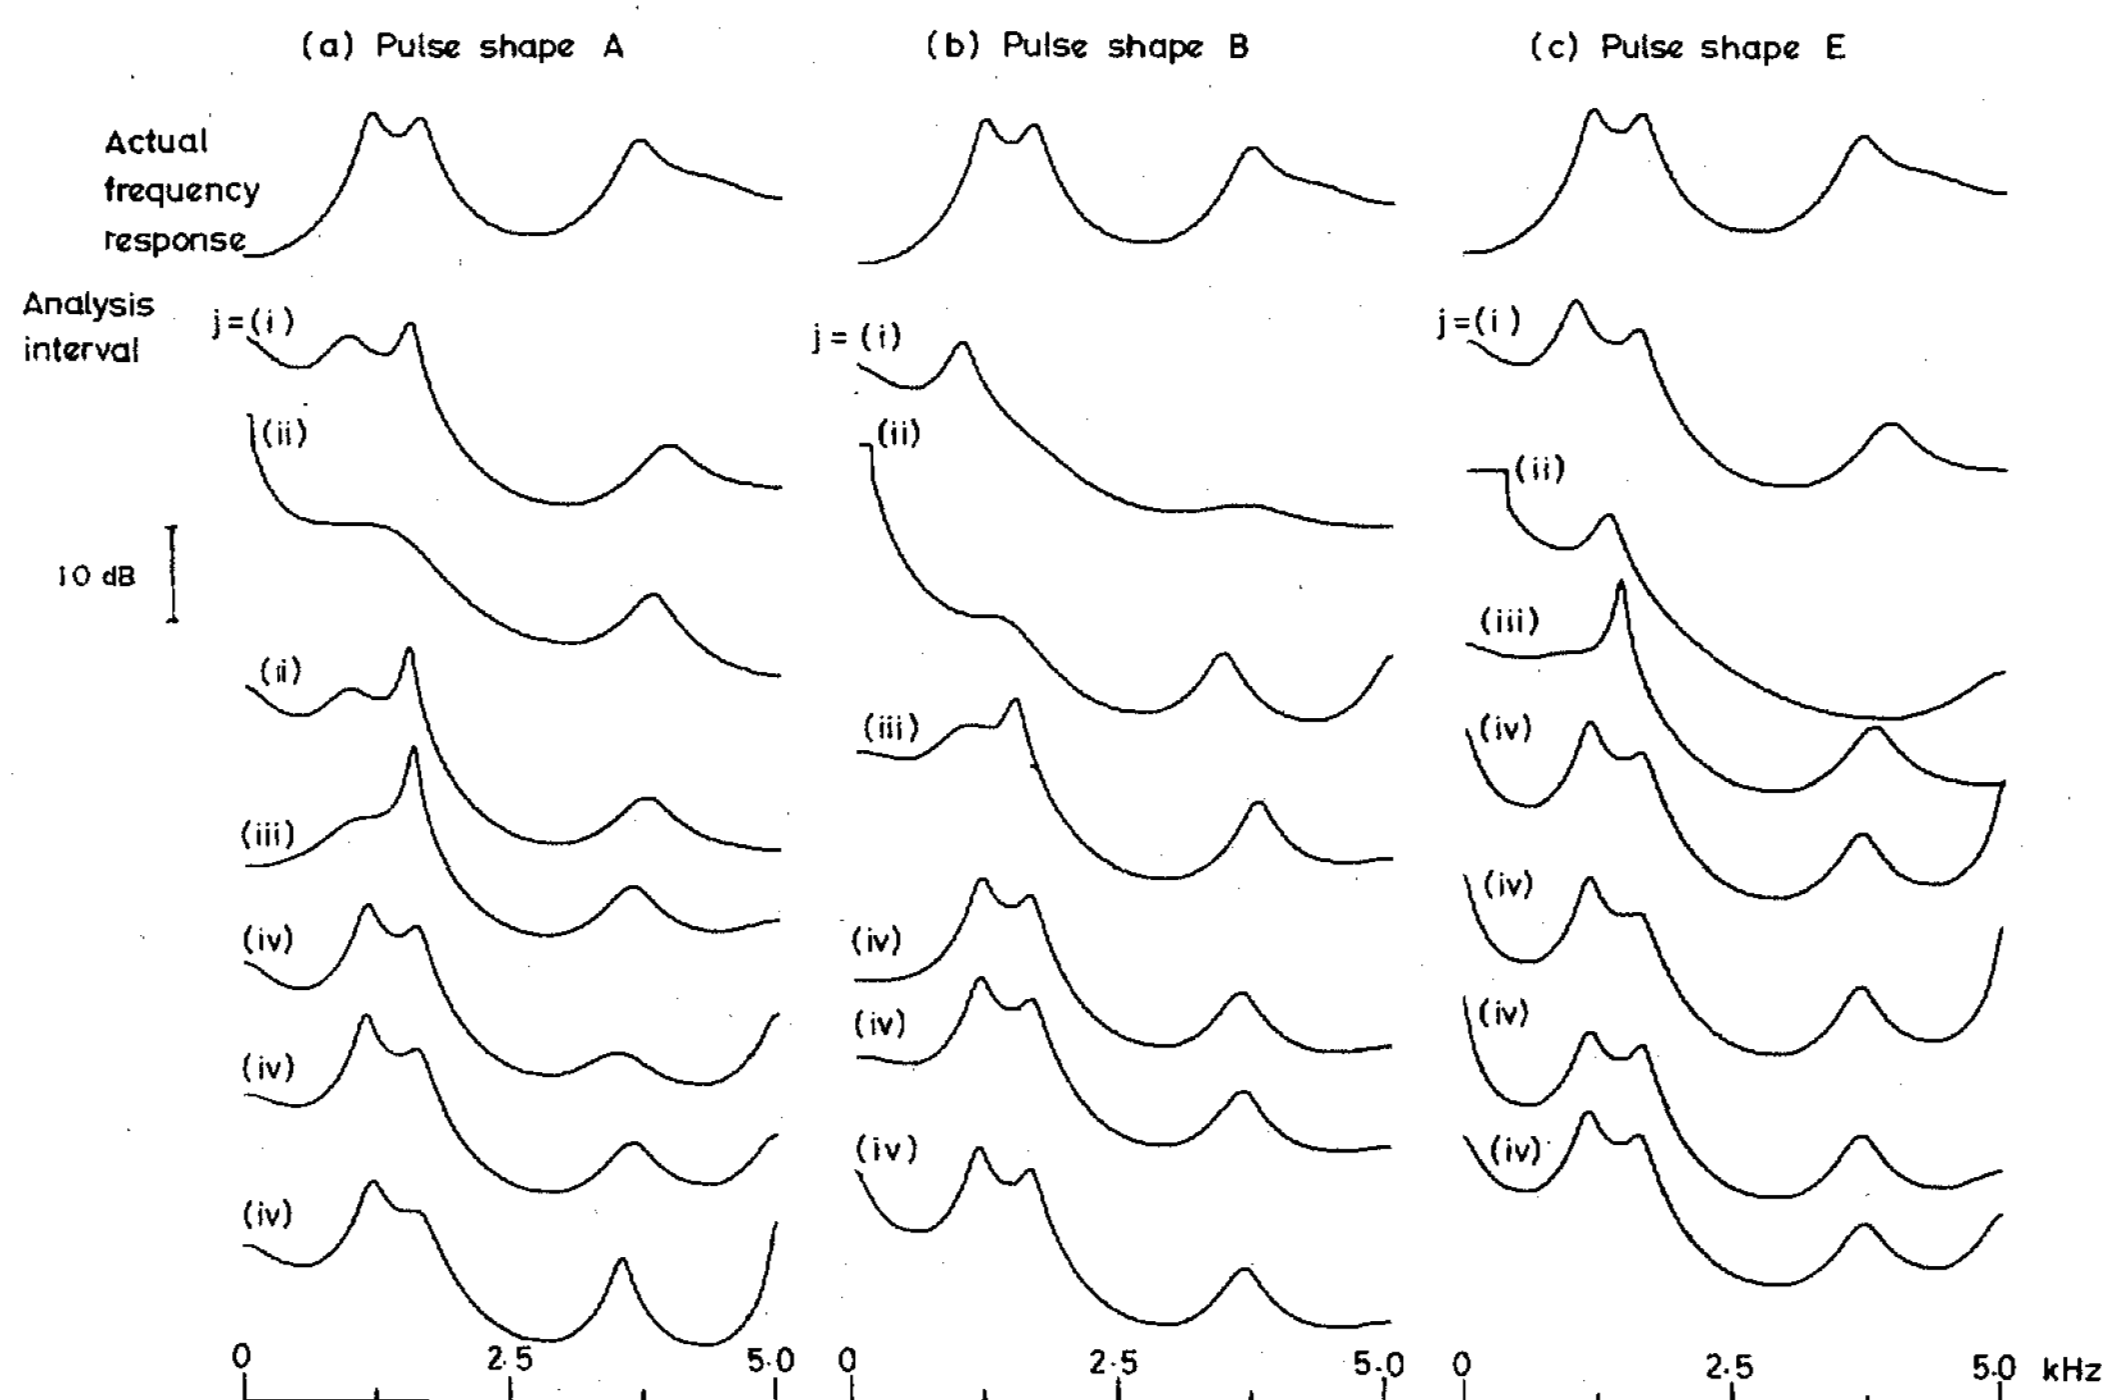 (a) Pulse shape A
(b) Pulse shape B
(c) Pulse shape E
Actual
frequency
response
Analysis
interval
j=(i)
j=(i)
j=(i)
(ii)
(ii)
(ii)
10 dB
(iii)
(ii)
(iii)
(iv)
(iii)
(iv)
(iv)
(iv)
(iv)
(iv)
(iv)
(iv)
(iv)
(iv)
0
2.5
5.0
0
2.5
5.0
0
2.5
5.0 kHz